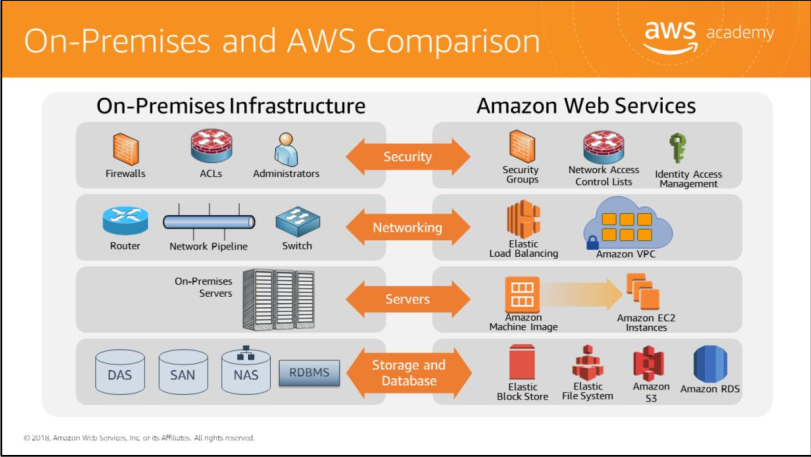 On-Premises and AWS Comparison
aws academy
On-Premises Infrastructure
Amazon Web Services
Firewalls
ACLs
Administrators
Security
Security
Groups
Network Access
Control Lists
Identity Access
Management
Router
Network Pipeline
Switch
Networking
Elastic
Load Balancing
Amazon VPC
On-Premises
Servers
Servers
Amazon
Machine Image
Amazon EC2
Instances
DAS
SAN
NAS
RDBMS
Storage and
Database
Elastic
Block Store
Elastic
File System
Amazon
S3
Amazon RDS
© 2018, Amazon Web Services, Inc. or its Affiliates. All rights reserved.